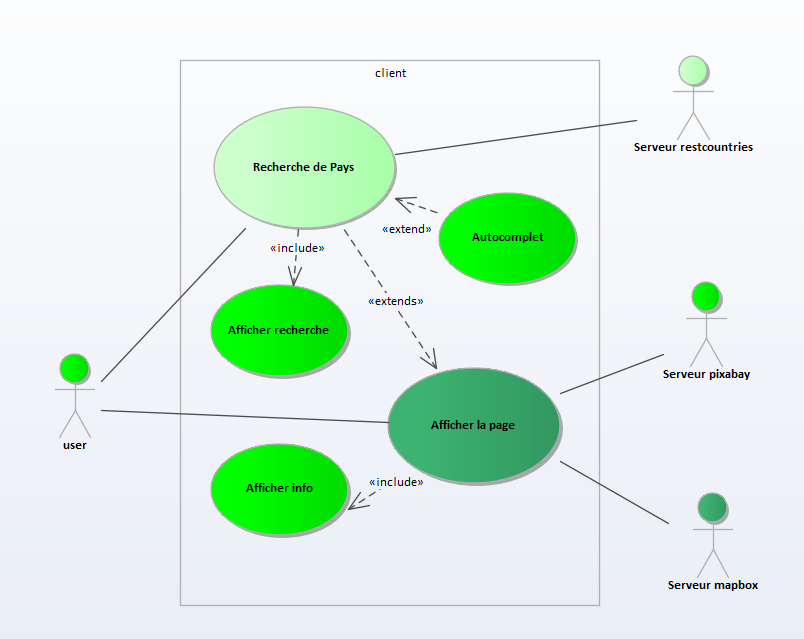 client
Recherche de Pays
Serveur restcountries
«extend»
Autocomplet
«include»
«extends»
Afficher recherche
Serveur pixabay
Afficher la page
user
Afficher info
«include»
Serveur mapbox